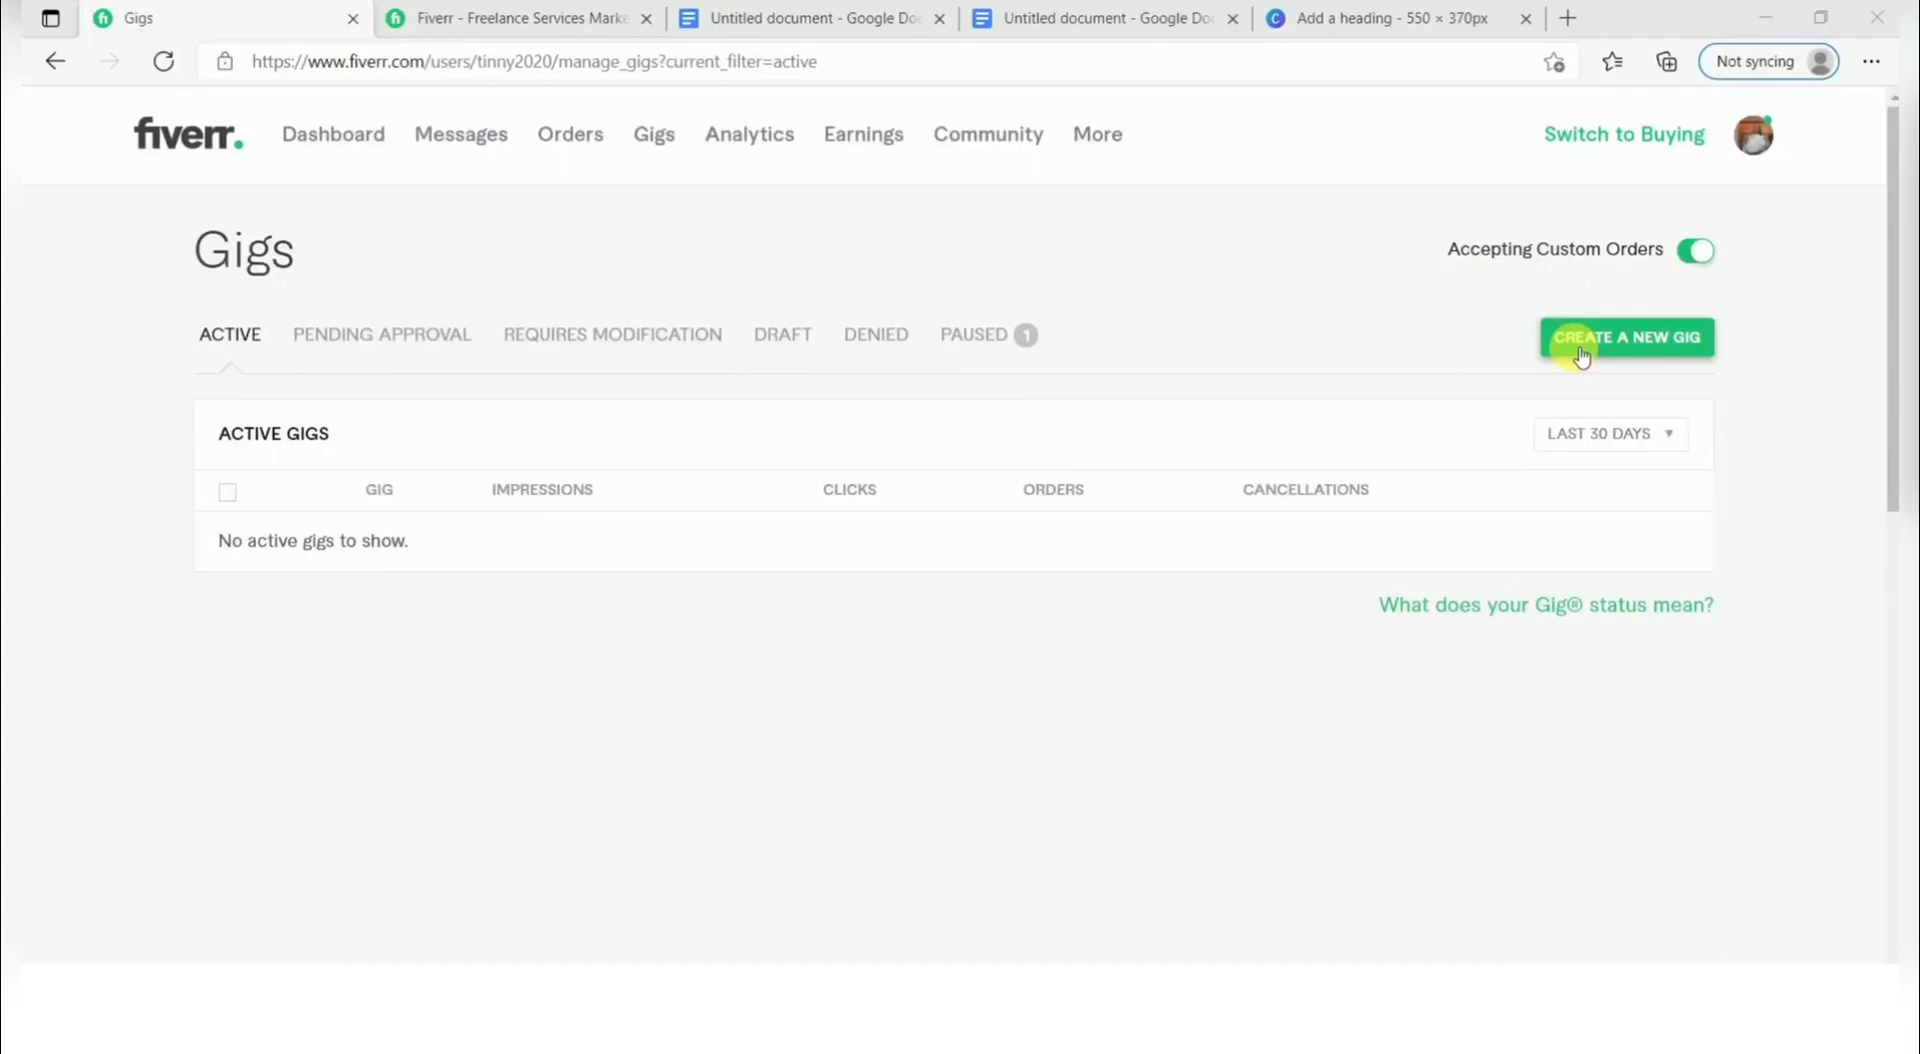 Gigs
Fiverr - Freelance Services Marke
Untitled document - Google Do
Untitled document - Google Do
Add a heading - 550 × 370px
https://www.fiverr.com/users/tinny2020/manage_gigs?current_filter=active
Not syncing
fiverr.
Dashboard
Messages
Orders
Gigs
Analytics
Earnings
Community
More
Switch to Buying
Gigs
Accepting Custom Orders
ACTIVE
PENDING APPROVAL
REQUIRES MODIFICATION
DRAFT
DENIED
PAUSED 1
CREATE A NEW GIG
ACTIVE GIGS
LAST 30 DAYS
GIG
IMPRESSIONS
CLICKS
ORDERS
CANCELLATIONS
No active gigs to show.
What does your Gig® status mean?